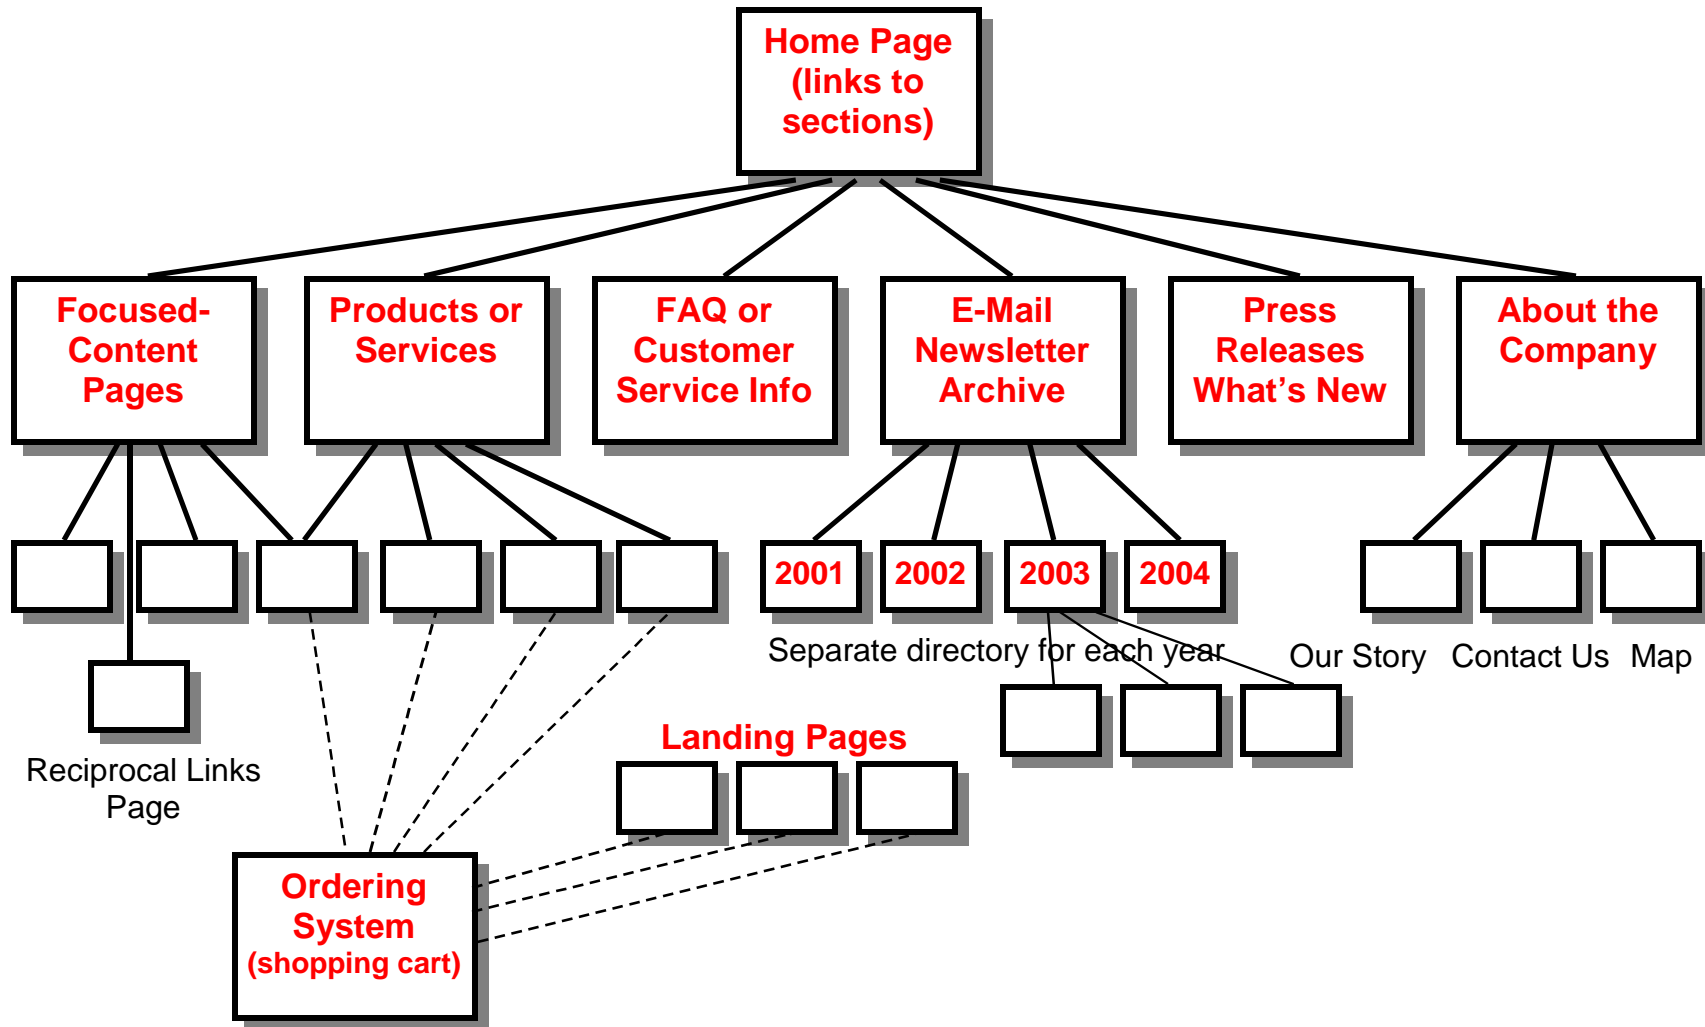 Home Page
(links to
sections)
Focused-
Content
Pages
Products or
Services
FAQ or
Customer
Service Info
E-Mail
Newsletter
Archive
Press
Releases
What’s New
About the
Company
2001
2002
2003
2004
Separate directory for each year
Our Story
Contact Us
Map
Reciprocal Links
Page
Landing Pages
Ordering
System
(shopping cart)